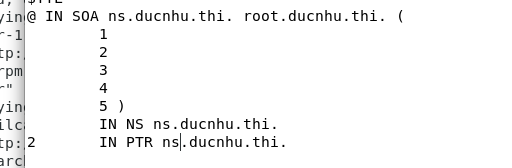 $TTL
@ IN SOA ns.ducnhu.thi. root.ducnhu.thi. (
1
2
3
4
5 )
IN NS ns.ducnhu.thi.
2 IN PTR ns.ducnhu.thi.